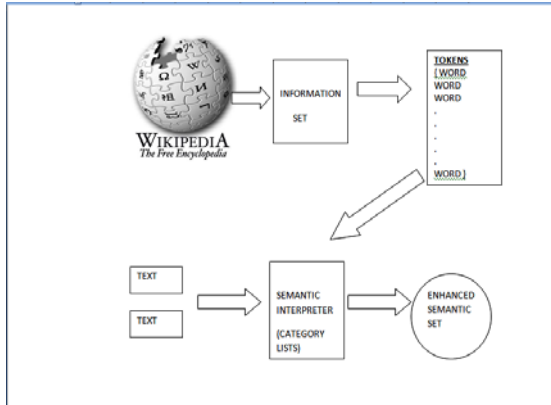 WIKIPEDIA
The Free Encyclopedia
INFORMATION
SET
TOKENS
[ WORD
WORD
WORD
.
.
.
.
.
WORD ]
TEXT
TEXT
SEMANTIC
INTERPRETER
(CATEGORY
LISTS)
ENHANCED
SEMANTIC
SET